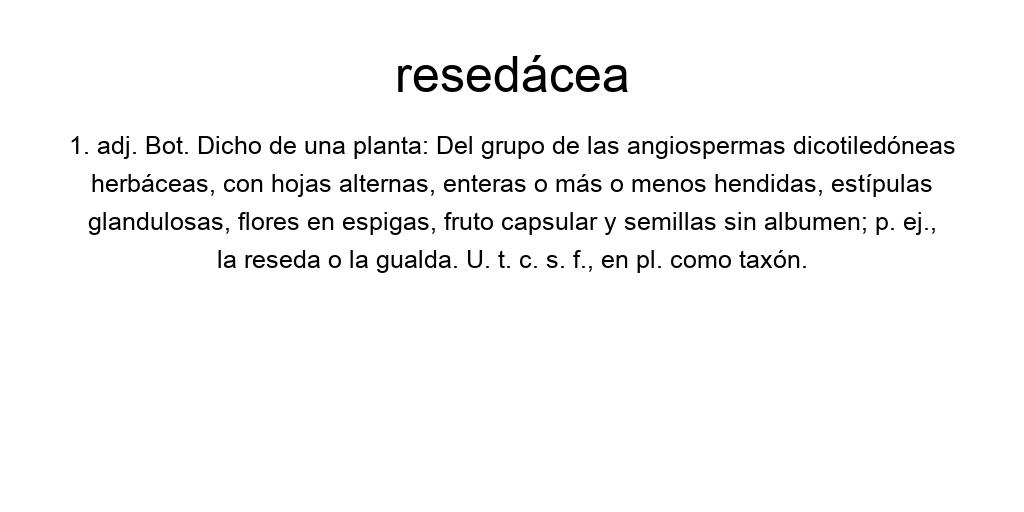 resedácea
1. adj. Bot. Dicho de una planta: Del grupo de las angiospermas dicotiledóneas
herbáceas, con hojas alternas, enteras o más o menos hendidas, estípulas
glandulosas, flores en espigas, fruto capsular y semillas sin albumen; p. ej.,
la reseda o la gualda. U. t. c. s. f., en pl. como taxón.